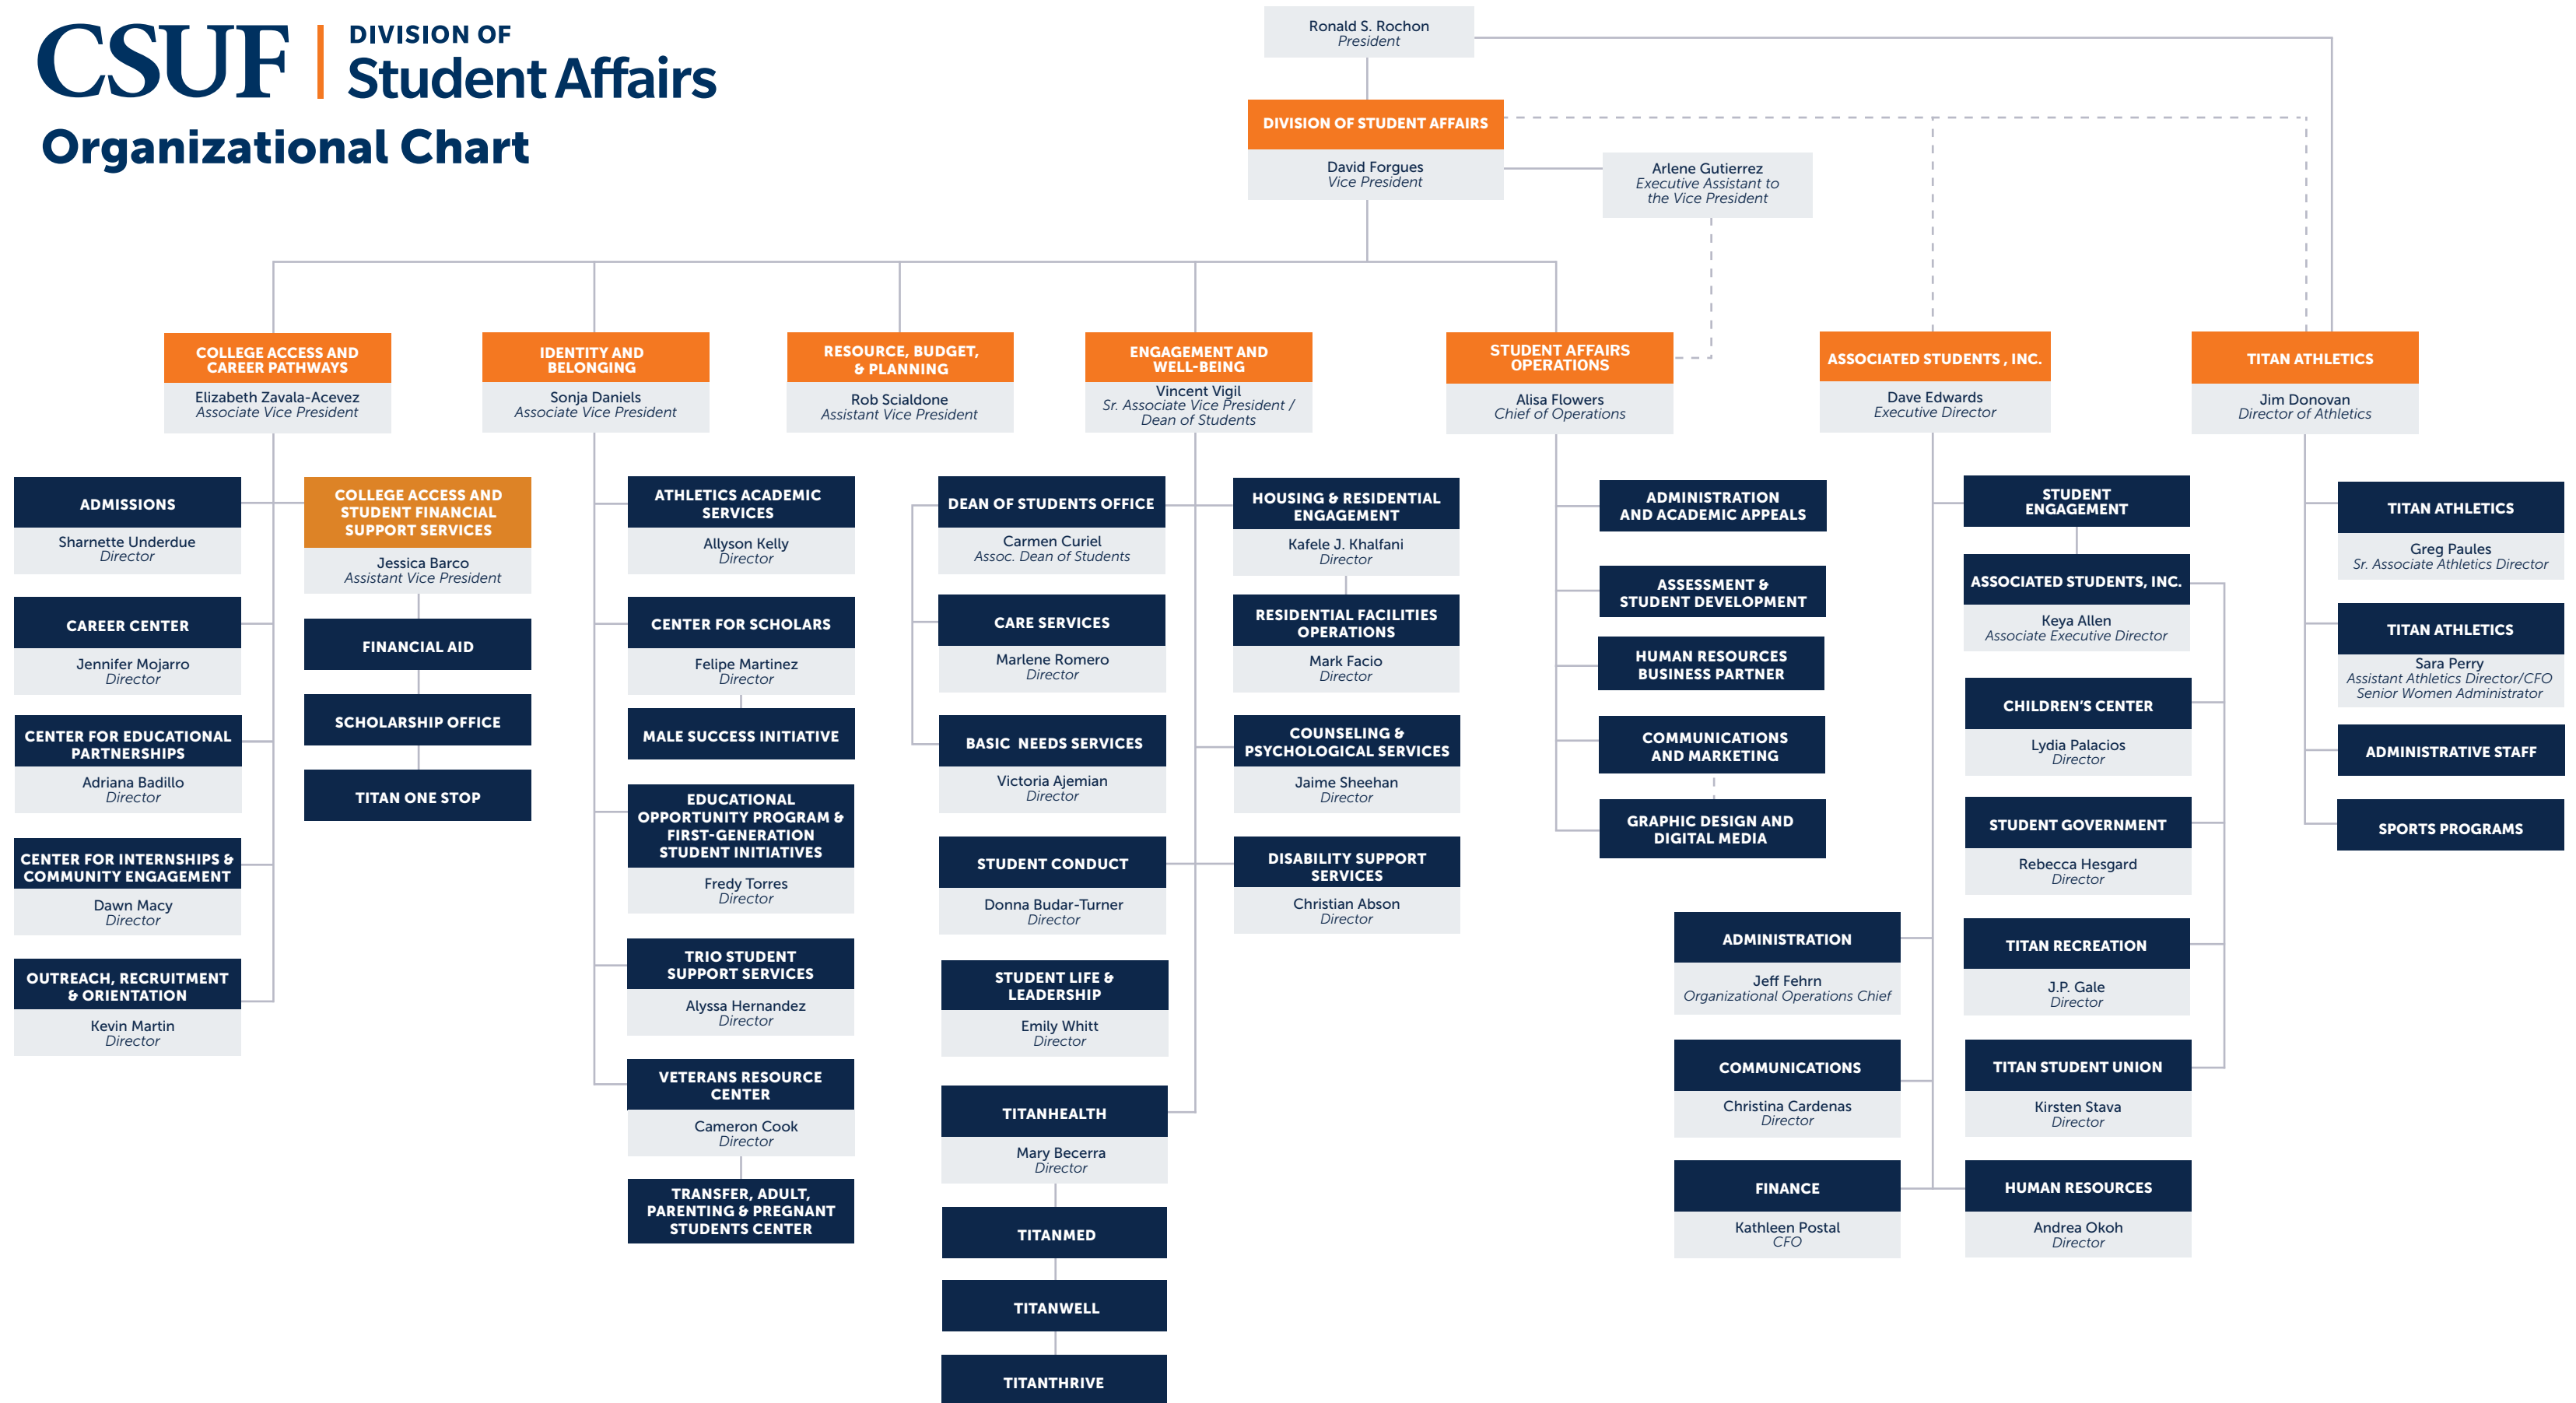 CSUF
DIVISION OF
Student Affairs
Organizational Chart
Ronald S. Rochon
President
DIVISION OF STUDENT AFFAIRS
David Forgues
Vice President
Arlene Gutierrez
Executive Assistant to
the Vice President
COLLEGE ACCESS AND
CAREER PATHWAYS
Elizabeth Zavala-Acevez
Associate Vice President
ADMISSIONS
Sharnette Underdue
Director
CAREER CENTER
Jennifer Mojarro
Director
CENTER FOR EDUCATIONAL
PARTNERSHIPS
Adriana Badillo
Director
CENTER FOR INTERNSHIPS &
COMMUNITY ENGAGEMENT
Dawn Macy
Director
OUTREACH, RECRUITMENT
& ORIENTATION
Kevin Martin
Director
COLLEGE ACCESS AND
STUDENT FINANCIAL
SUPPORT SERVICES
Jessica Barco
Assistant Vice President
FINANCIAL AID
SCHOLARSHIP OFFICE
TITAN ONE STOP
IDENTITY AND
BELONGING
Sonja Daniels
Associate Vice President
ATHLETICS ACADEMIC
SERVICES
Allyson Kelly
Director
CENTER FOR SCHOLARS
Felipe Martinez
Director
MALE SUCCESS INITIATIVE
EDUCATIONAL
OPPORTUNITY PROGRAM &
FIRST-GENERATION
STUDENT INITIATIVES
Fredy Torres
Director
TRIO STUDENT
SUPPORT SERVICES
Alyssa Hernandez
Director
VETERANS RESOURCE
CENTER
Cameron Cook
Director
TRANSFER, ADULT,
PARENTING & PREGNANT
STUDENTS CENTER
RESOURCE, BUDGET,
& PLANNING
Rob Scialdone
Assistant Vice President
ENGAGEMENT AND
WELL-BEING
Vincent Vigil
Sr. Associate Vice President /
Dean of Students
DEAN OF STUDENTS OFFICE
Carmen Curiel
Assoc. Dean of Students
CARE SERVICES
Marlene Romero
Director
BASIC NEEDS SERVICES
Victoria Ajemian
Director
STUDENT CONDUCT
Donna Budar-Turner
Director
STUDENT LIFE &
LEADERSHIP
Emily Whitt
Director
TITANHEALTH
Mary Becerra
Director
TITANMED
TITANWELL
TITANTHRIVE
HOUSING & RESIDENTIAL
ENGAGEMENT
Kafele J. Khalfani
Director
RESIDENTIAL FACILITIES
OPERATIONS
Mark Facio
Director
COUNSELING &
PSYCHOLOGICAL SERVICES
Jaime Sheehan
Director
DISABILITY SUPPORT
SERVICES
Christian Abson
Director
STUDENT AFFAIRS
OPERATIONS
Alisa Flowers
Chief of Operations
ADMINISTRATION
AND ACADEMIC APPEALS
ASSESSMENT &
STUDENT DEVELOPMENT
HUMAN RESOURCES
BUSINESS PARTNER
COMMUNICATIONS
AND MARKETING
GRAPHIC DESIGN AND
DIGITAL MEDIA
ASSOCIATED STUDENTS , INC.
Dave Edwards
Executive Director
STUDENT
ENGAGEMENT
ASSOCIATED STUDENTS, INC.
Keya Allen
Associate Executive Director
CHILDREN'S CENTER
Lydia Palacios
Director
STUDENT GOVERNMENT
Rebecca Hesgard
Director
TITAN RECREATION
J.P. Gale
Director
TITAN STUDENT UNION
Kirsten Stava
Director
ADMINISTRATION
Jeff Fehrn
Organizational Operations Chief
COMMUNICATIONS
Christina Cardenas
Director
FINANCE
Kathleen Postal
CFO
HUMAN RESOURCES
Andrea Okoh
Director
TITAN ATHLETICS
Jim Donovan
Director of Athletics
TITAN ATHLETICS
Greg Paules
Sr. Associate Athletics Director
TITAN ATHLETICS
Sara Perry
Assistant Athletics Director/CFO
Senior Women Administrator
ADMINISTRATIVE STAFF
SPORTS PROGRAMS